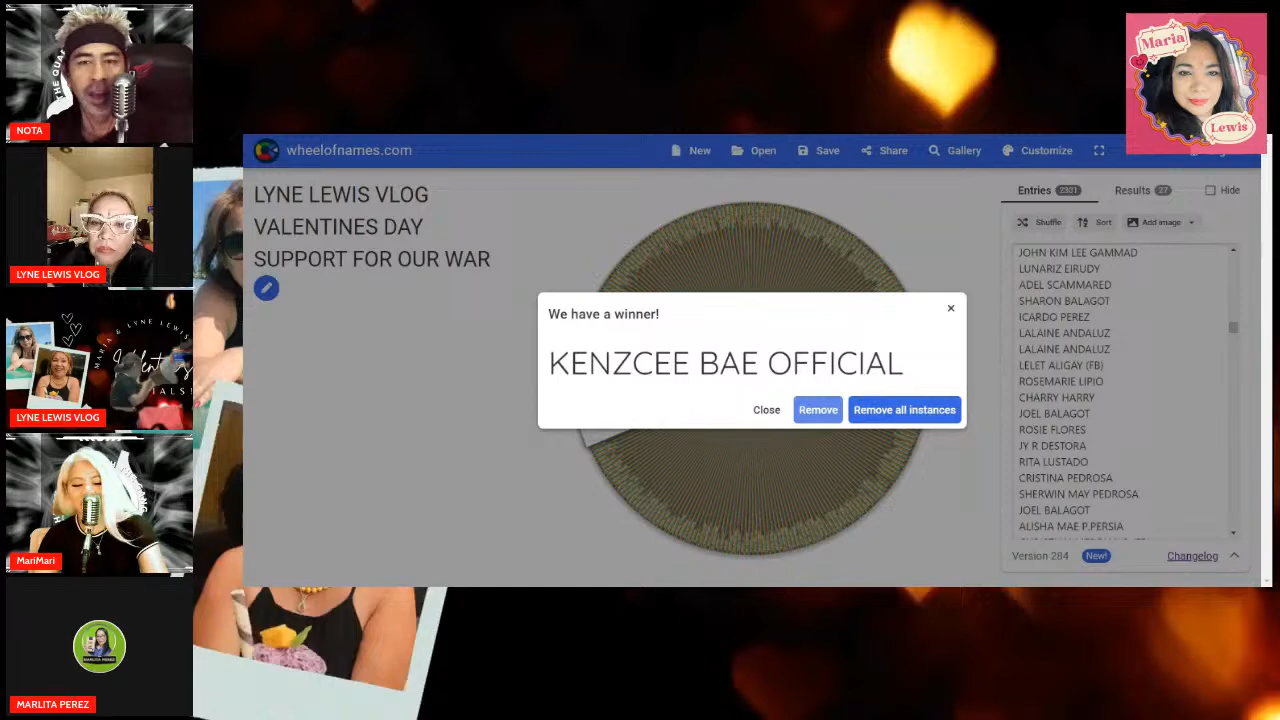 NOTA
LYNE LEWIS VLOG
LYNE LEWIS VLOG
MariMari
MARLITA PEREZ
MARLITA PEREZ
Maria
Lewis
wheelofnames.com
New
Open
Save
Share
Gallery
Customize
LYNE LEWIS VLOG
VALENTINES DAY
SUPPORT FOR OUR WAR
We have a winner!
KENZCEE BAE OFFICIAL
Close
Remove
Remove all instances
Entries 2301
Results 27
Hide
Shuffle
Sort
Add image
JOHN KIM LEE GAMMAD
LUNARIZ EIRUDY
ADEL SCAMMARED
SHARON BALAGOT
ICARDO PEREZ
LALAINE ANDALUZ
LALAINE ANDALUZ
LELET ALIGAY (FB)
ROSEMARIE LIPIO
CHARRY HARRY
JOEL BALAGOT
ROSIE FLORES
JY R DESTORA
RITA LUSTADO
CRISTINA PEDROSA
SHERWIN MAY PEDROSA
JOEL BALAGOT
ALISHA MAE P.PERSIA
Version 284
New!
Changelog